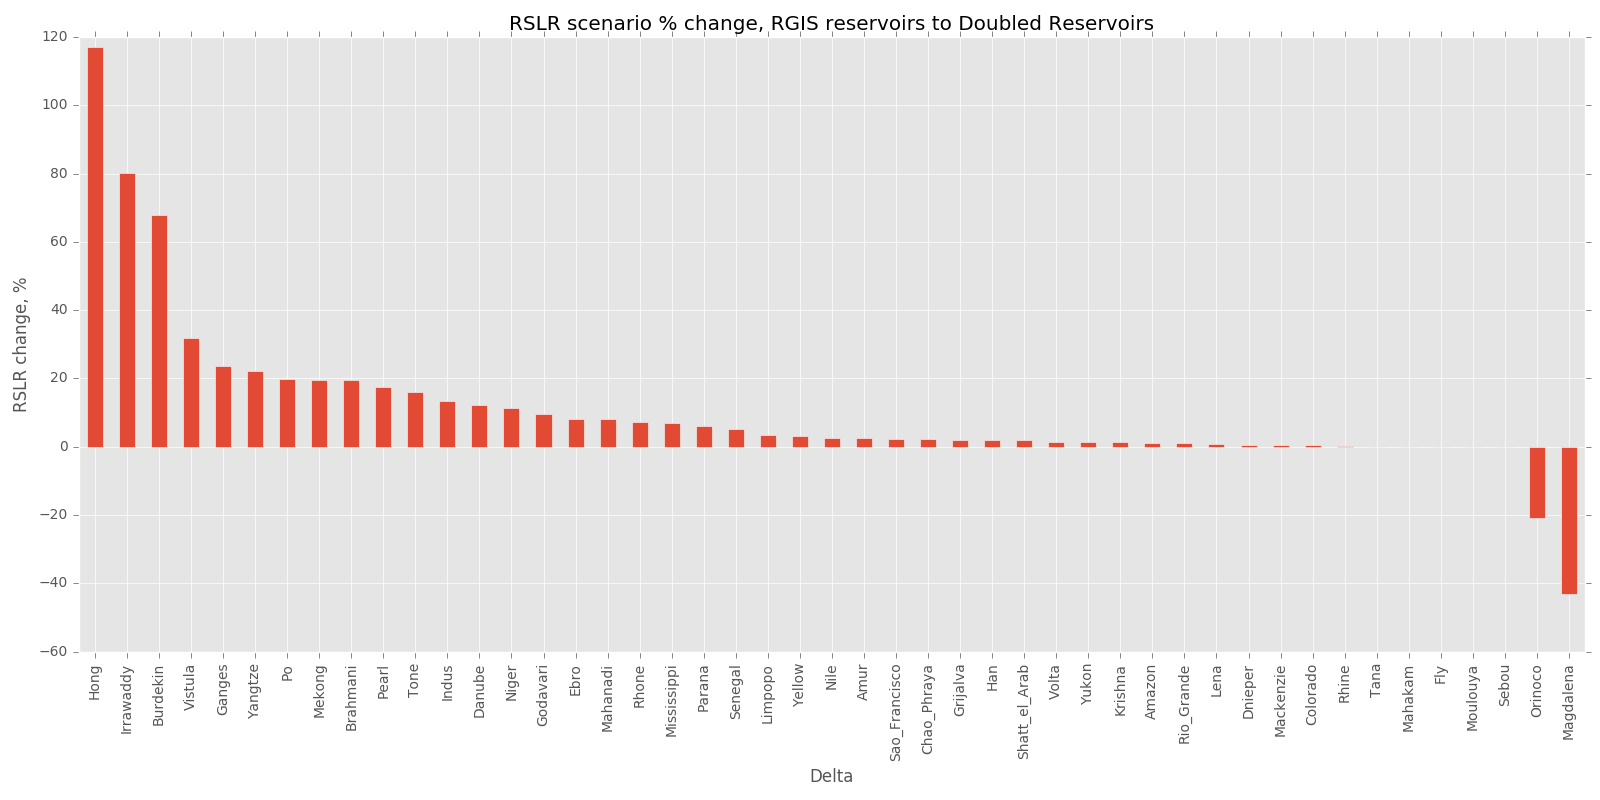 RSLR scenario % change, RGIS reservoirs to Doubled Reservoirs
RSLR change, %
120
100
80
60
40
20
0
−20
−40
−60
Hong
Irrawaddy
Burdekin
Vistula
Ganges
Yangtze
Po
Mekong
Brahmani
Pearl
Tone
Indus
Danube
Niger
Godavari
Ebro
Mahanadi
Rhone
Mississippi
Parana
Senegal
Limpopo
Yellow
Nile
Amur
Sao_Francisco
Chao_Phraya
Grijalva
Han
Shatt_el_Arab
Volta
Yukon
Krishna
Amazon
Rio_Grande
Lena
Dnieper
Mackenzie
Colorado
Rhine
Tana
Mahakam
Fly
Moulouya
Sebou
Orinoco
Magdalena
Delta